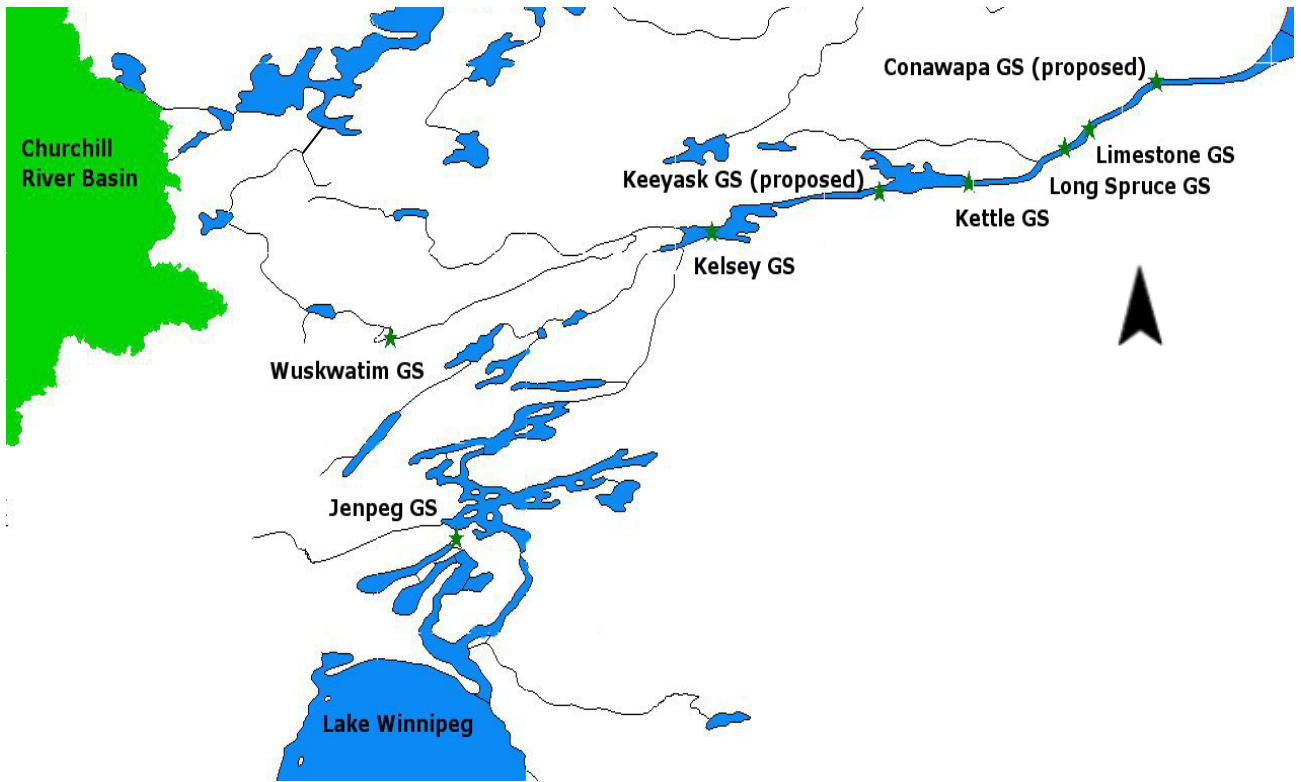 Conawapa GS (proposed)
Churchill
River Basin
Limestone GS
Keeyask GS (proposed)
Long Spruce GS
Kettle GS
Kelsey GS
Wuskwatim GS
Jenpeg GS
Lake Winnipeg